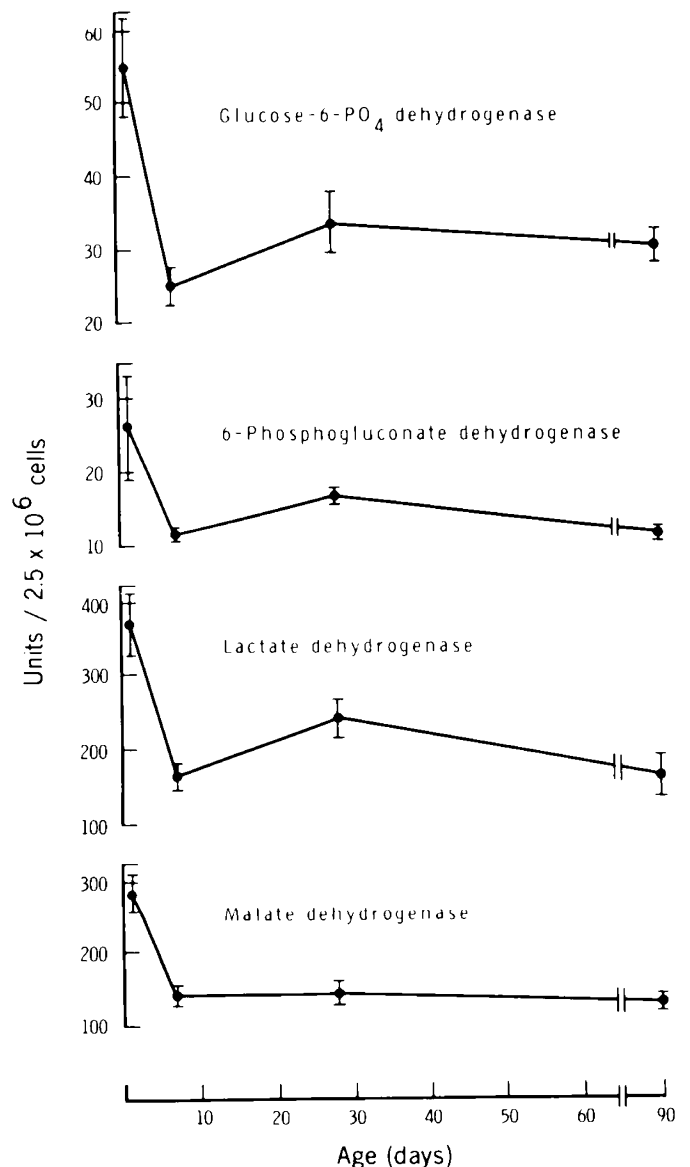 60
50
40
30
20
Glucose-6-PO4 dehydrogenase
30
20
10
6-Phosphogluconate dehydrogenase
Units / 2.5 x 10^6 cells
400
300
200
100
Lactate dehydrogenase
300
200
100
Malate dehydrogenase
10 20 30 40 50 60 90
Age (days)